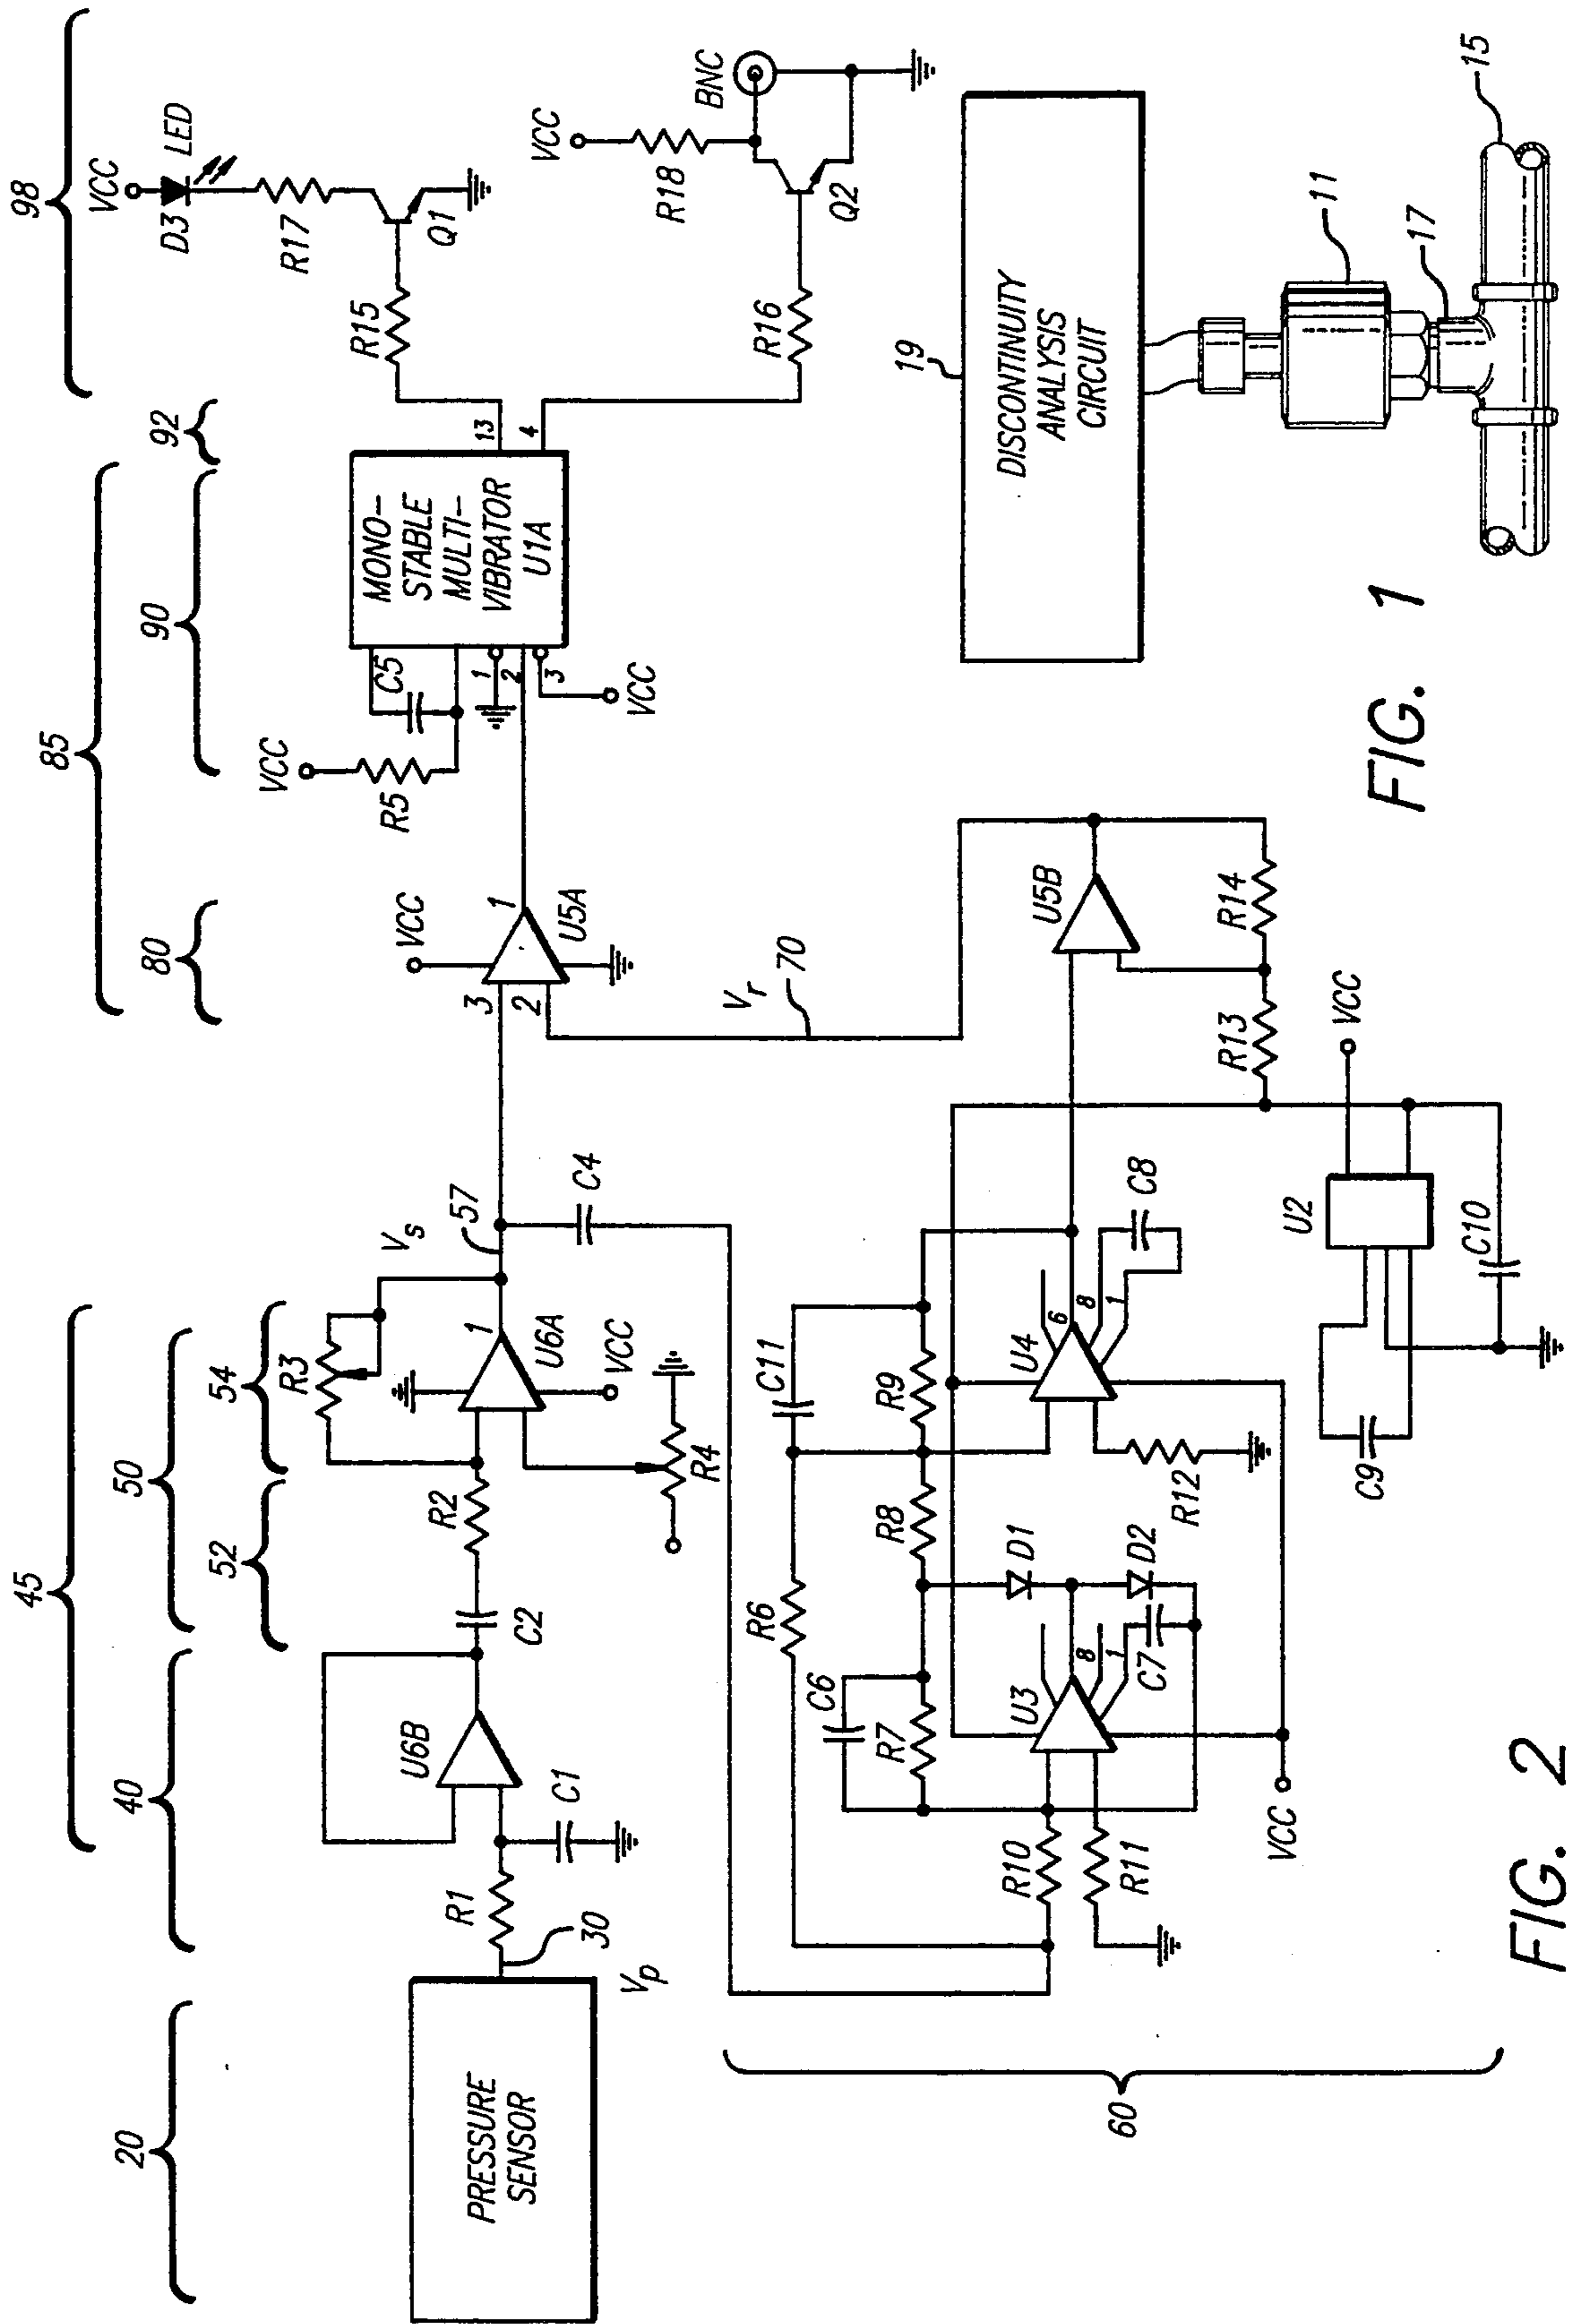 20
40
45
50
52
54
80
85
90
92
98
PRESSURE
SENSOR
30
Vp
R1
C1
U6B
C2
R2
R3
U6A
1
VCC
R4
Vs
57
C4
3
2
VCC
1
U5A
Vr
70
VCC
R5
C5
1
2
3
VCC
MONO-
STABLE
MULTI-
VIBRATOR
U1A
13
4
R15
R16
VCC
D3
LED
R17
Q1
VCC
R18
BNC
Q2
60
R6
C11
C6
R7
R8
R9
R10
R11
U3
8
1
C7
D1
D2
VCC
U4
6
8
1
C8
R12
U5B
R13
R14
VCC
U2
C9
C10
FIG. 2
19
DISCONTINUITY
ANALYSIS
CIRCUIT
11
17
15
FIG. 1